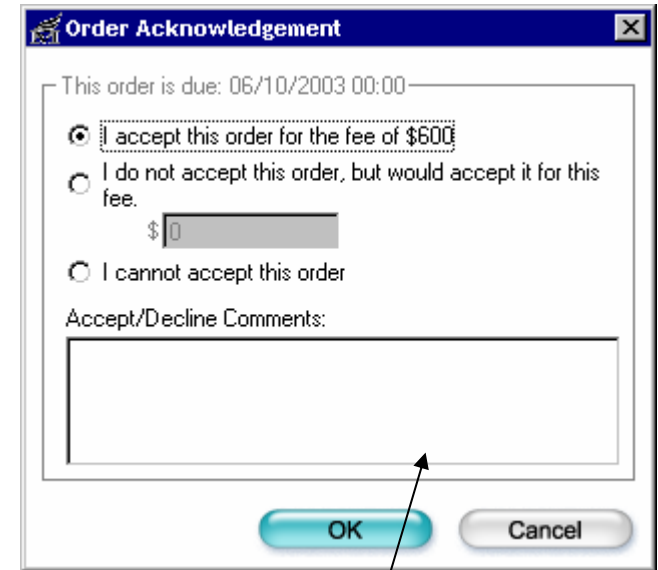 Order Acknowledgement
This order is due: 06/10/2003 00:00
I accept this order for the fee of $600
I do not accept this order, but would accept it for this
fee.
$ 0
I cannot accept this order
Accept/Decline Comments:
OK Cancel